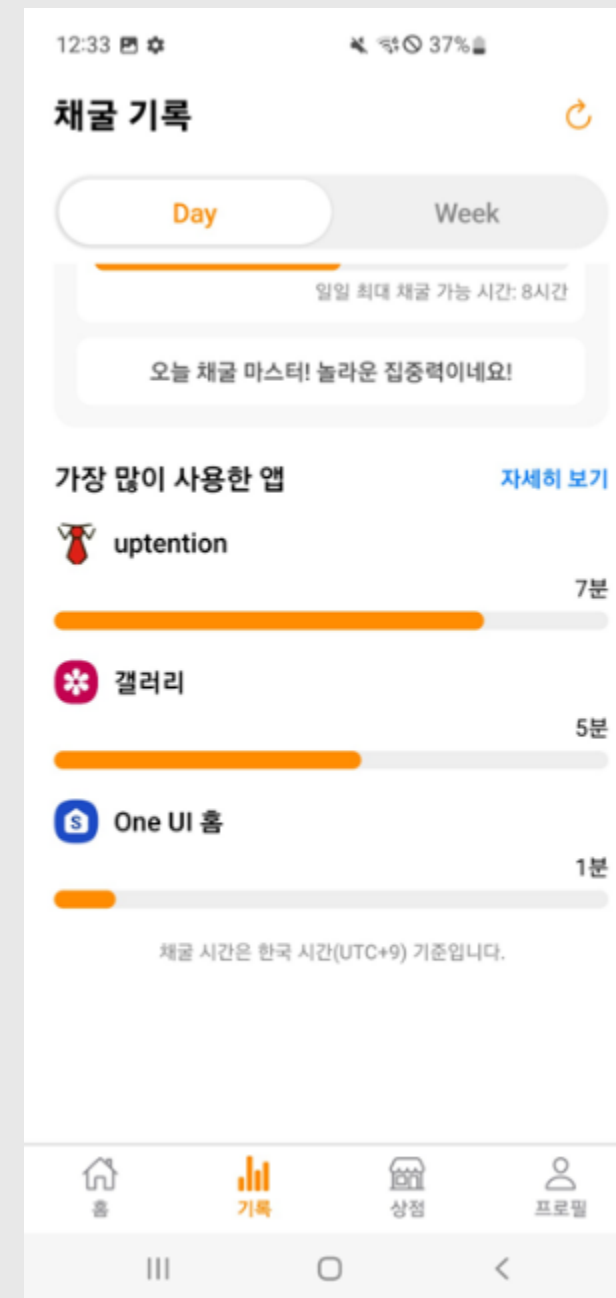 12:33 37%
채굴 기록
Day Week
일일 최대 채굴 가능 시간: 8시간
오늘 채굴 마스터! 놀라운 집중력이네요!
가장 많이 사용한 앱 자세히 보기
uptention
7분
갤러리
5분
S One UI 홈
1분
채굴 시간은 한국 시간(UTC+9) 기준입니다.
홈 기록 상점 프로필